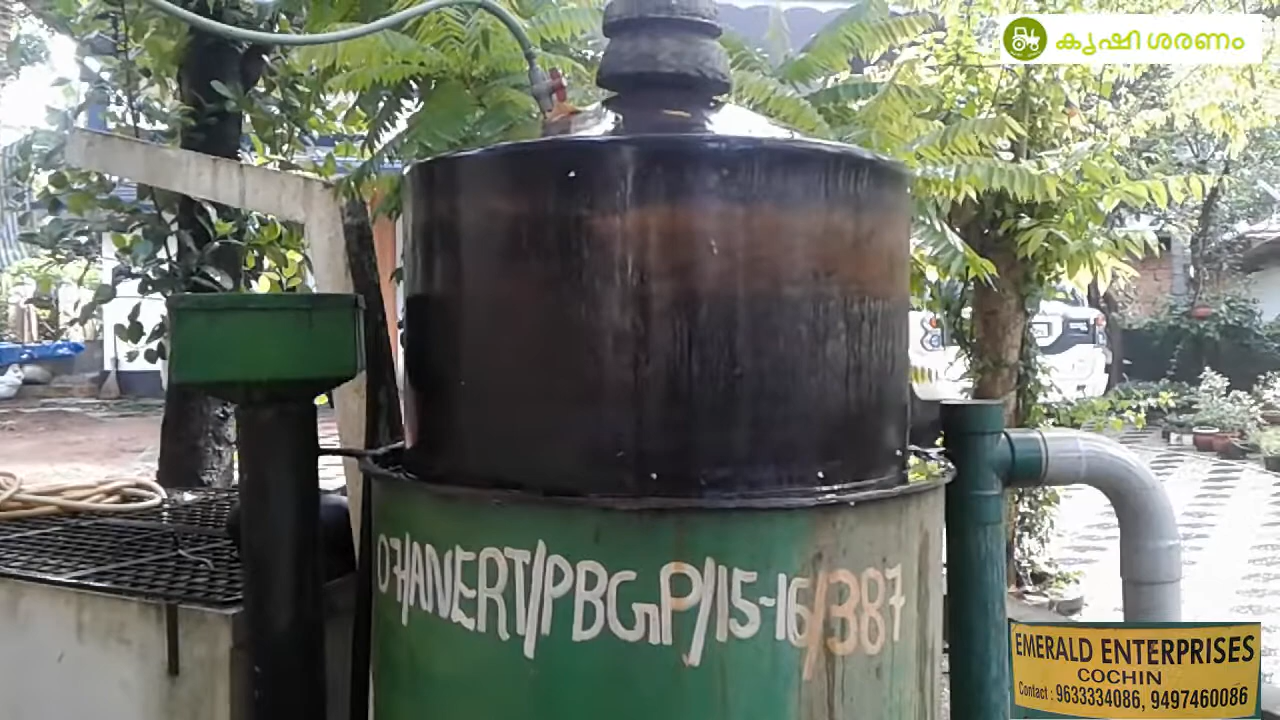 കൃഷി ശരണം
07/ANERT/PBGP/15-16/387
EMERALD ENTERPRISES
COCHIN
Contact : 9633334086, 9497460086